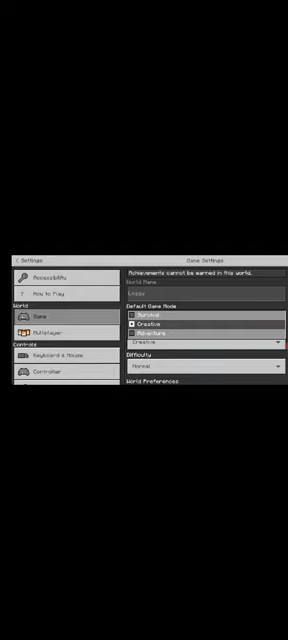 < Settings
Game Settings
Accessibility
How to Play
World
Game
Multiplayer
Controls
Keyboard & Mouse
Controller
Achievements cannot be earned in this world.
World Name
Default Game Mode
Survival
Creative
Adventure
Creative
Difficulty
Normal
World Preferences